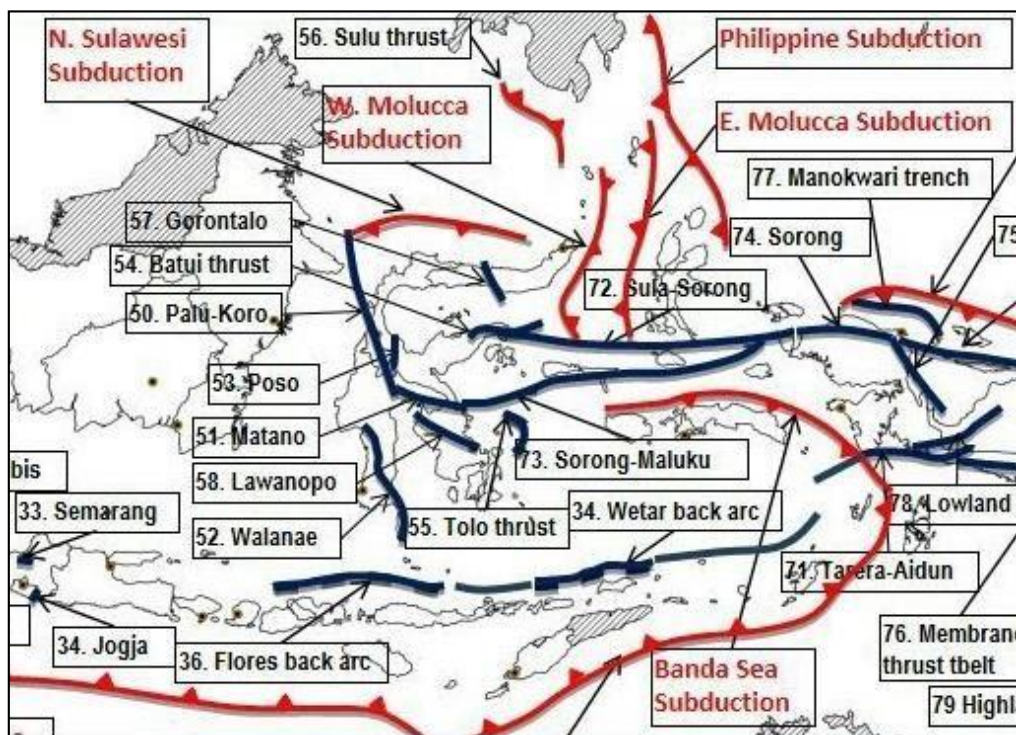 N. Sulawesi
Subduction
56. Sulu thrust
Philippine Subduction
W. Molucca
Subduction
E. Molucca Subduction
77. Manokwari trench
57. Gorontalo
74. Sorong
75
54. Batui thrust
72. Sula-Sorong
50. Palu-Koro
53. Poso
51. Matano
73. Sorong-Maluku
bis
58. Lawanopo
33. Semarang
55. Tolo thrust
34. Wetar back arc
78. Lowland
52. Walanae
71. Tarera-Aidun
34. Jogja
36. Flores back arc
Banda Sea
Subduction
76. Membrano
thrust tbelt
79 Highl